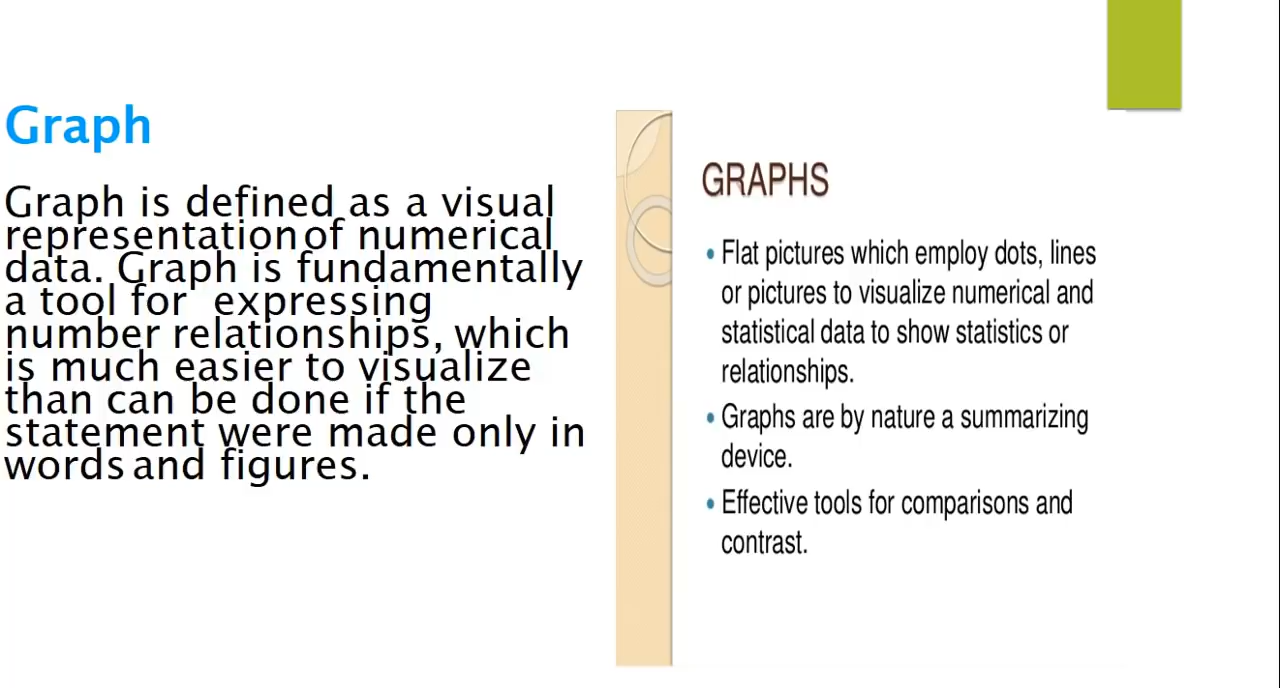 Graph
Graph is defined as a visual
representation of numerical
data. Graph is fundamentally
a tool for expressing
number relationships, which
is much easier to visualize
than can be done if the
statement were made only in
words and figures.
GRAPHS
• Flat pictures which employ dots, lines
or pictures to visualize numerical and
statistical data to show statistics or
relationships.
• Graphs are by nature a summarizing
device.
• Effective tools for comparisons and
contrast.